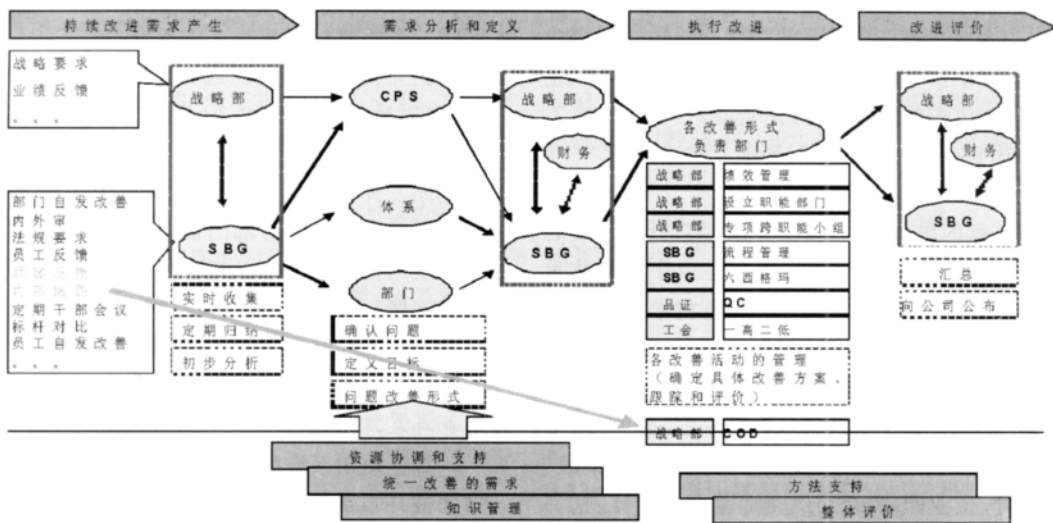 持续改进需求产生
需求分析和定义
执行改进
改进评价
战略要求
业绩反馈
. . .
战略部
SBG
部门自发改善
内外审
法规要求
员工反馈
定期干部会议
标杆对比
员工自发改善
. . .
实时收集
定期归纳
初步分析
CPS
体系
部门
确认问题
定义目标
问题改善形式
战略部
财务
SBG
各改善形式
负责部门
战略部 绩效管理
战略部 设立职能部门
战略部 专项跨职能小组
SBG 流程管理
SBG 六西格玛
品证 QC
工会 一高二低
各改善活动的管理
(确定具体改善方案、
跟踪和评价)
战略部 COD
战略部
财务
SBG
汇总
向公司公布
资源协调和支持
统一改善的需求
知识管理
方法支持
整体评价